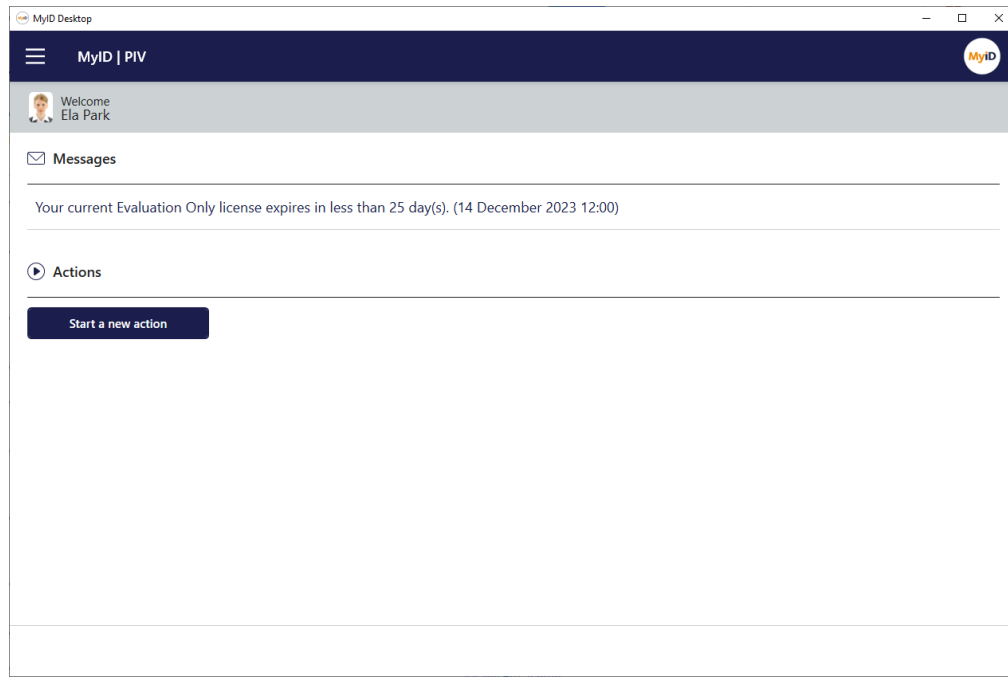 MyID Desktop
MyID | PIV
MyiD
Welcome
Ela Park
Messages
Your current Evaluation Only license expires in less than 25 day(s). (14 December 2023 12:00)
Actions
Start a new action